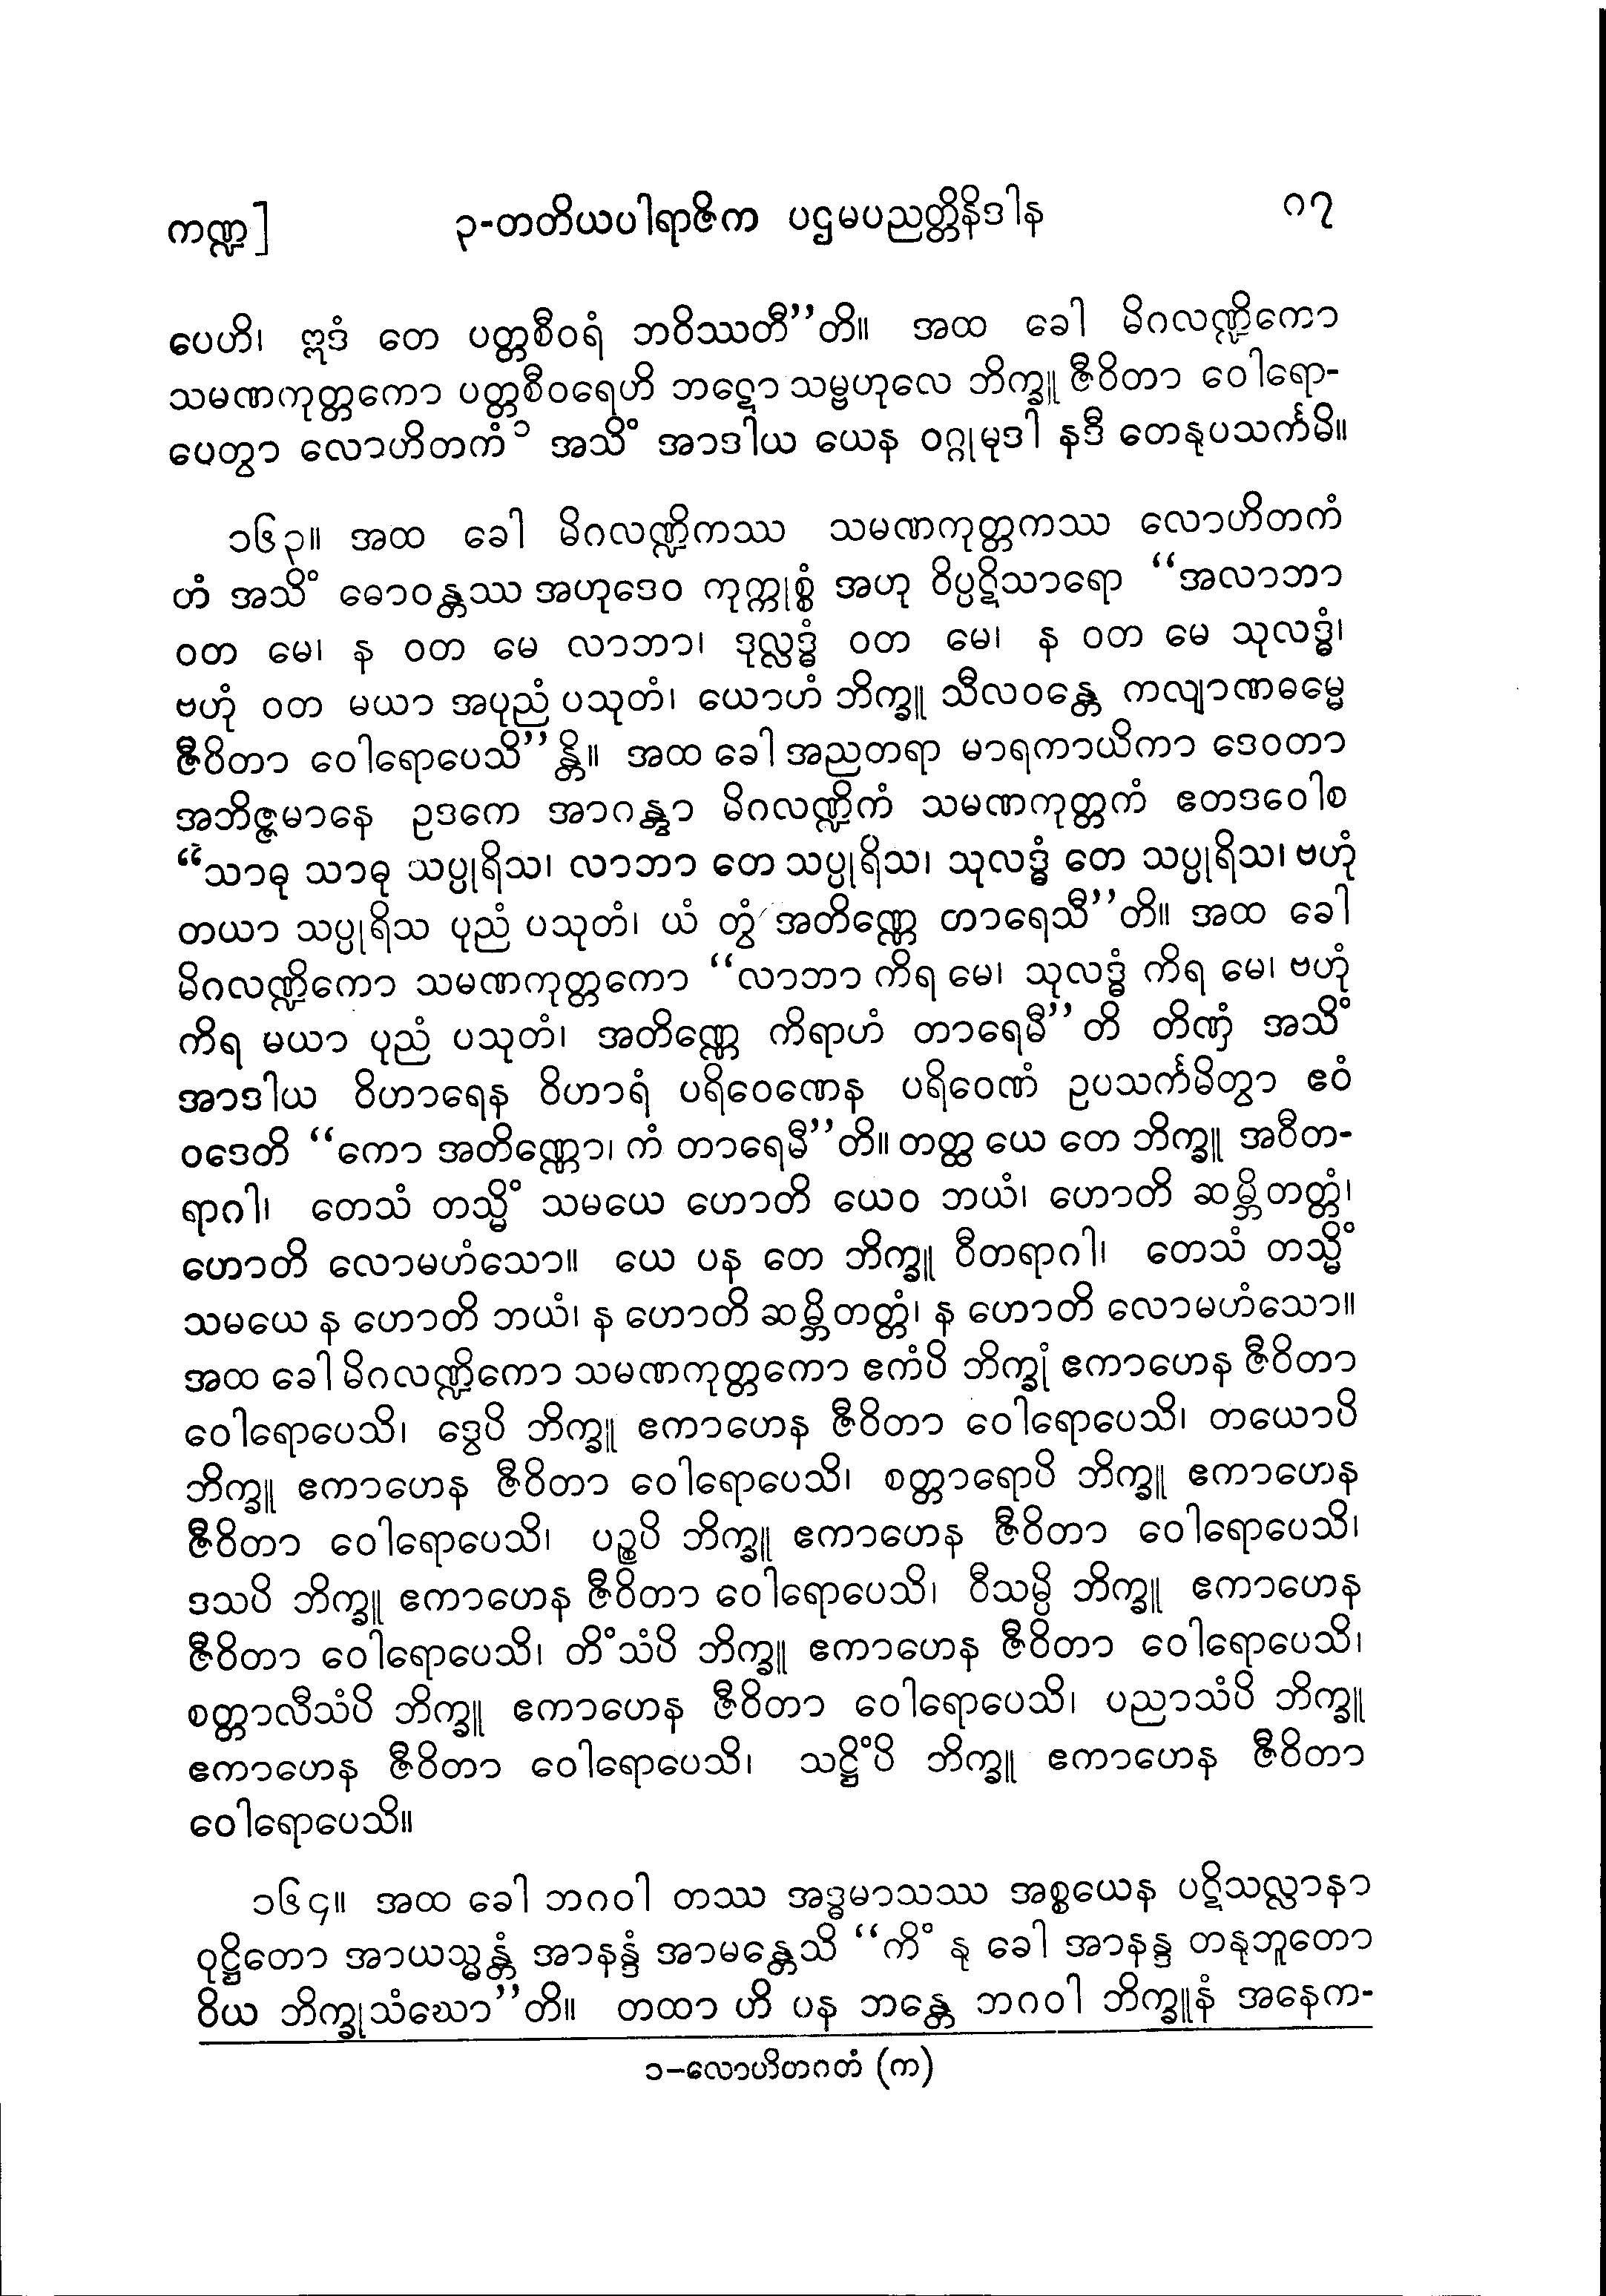 ကဏ္ဍ] ၃-တတိယပါရာဇိက ပဌမပညတ္တိနိဒါန ၈၇
ပေဟိ၊ ဣဒံ တေ ပတ္တစီဝရံ ဘဝိဿတီ’’တိ။ အထ ခေါ မိဂလဏ္ဍိကော
သမဏကုတ္တကော ပတ္တစီဝရေဟိ ဘဋော သမ္ဗဟုလေ ဘိက္ခူ ဇီဝိတာ ဝေါရော-
ပေတွာ လောဟိတကံ ၁ အသိံ အာဒါယ ယေန ဝဂ္ဂုမုဒါ နဒီ တေနုပသင်္ကမိ။
၁၆၃။ အထ ခေါ မိဂလဏ္ဍိကဿ သမဏကုတ္တကဿ လောဟိတကံ
ဟံ အသိံ ဓောဝန္တဿ အဟုဒေဝ ကုက္ကုစ္စံ အဟု ဝိပ္ပဋိသာရော ‘‘အလာဘာ
ဝတ မေ၊ န ဝတ မေ လာဘာ၊ ဒုလ္လဒ္ဓံ ဝတ မေ၊ န ဝတ မေ သုလဒ္ဓံ၊
ဗဟုံ ဝတ မယာ အပုညံ ပသုတံ၊ ယောဟံ ဘိက္ခူ သီလဝန္တေ ကလျာဏဓမ္မေ
ဇီဝိတာ ဝေါရောပေသိ’’န္တိ။ အထ ခေါ အညတရာ မာရကာယိကာ ဒေဝတာ
အဘိဇ္ဇမာနေ ဥဒကေ အာဂန္တွာ မိဂလဏ္ဍိကံ သမဏကုတ္တကံ ဧတဒဝေါစ
‘‘သာဓု သာဓု သပ္ပုရိသ၊ လာဘာ တေ သပ္ပုရိသ၊ သုလဒ္ဓံ တေ သပ္ပုရိသ၊ ဗဟုံ
တယာ သပ္ပုရိသ ပုညံ ပသုတံ၊ ယံ တွံ အတိဏ္ဏေ တာရေသီ’’တိ။ အထ ခေါ
မိဂလဏ္ဍိကော သမဏကုတ္တကော ‘‘လာဘာ ကိရ မေ၊ သုလဒ္ဓံ ကိရ မေ၊ ဗဟုံ
ကိရ မယာ ပုညံ ပသုတံ၊ အတိဏ္ဏေ ကိရာဟံ တာရေမီ’’တိ တိဏှံ အသိံ
အာဒါယ ဝိဟာရေန ဝိဟာရံ ပရိဝေဏေန ပရိဝေဏံ ဥပသင်္ကမိတွာ ဧဝံ
ဝဒေတိ ‘‘ကော အတိဏ္ဏော၊ ကံ တာရေမီ’’တိ။ တတ္ထ ယေ တေ ဘိက္ခူ အဝီတ-
ရာဂါ၊ တေသံ တသ္မိံ သမယေ ဟောတိ ယေဝ ဘယံ၊ ဟောတိ ဆမ္ဘိတတ္တံ၊
ဟောတိ လောမဟံသော။ ယေ ပန တေ ဘိက္ခူ ဝီတရာဂါ၊ တေသံ တသ္မိံ
သမယေ န ဟောတိ ဘယံ၊ န ဟောတိ ဆမ္ဘိတတ္တံ၊ န ဟောတိ လောမဟံသော။
အထ ခေါ မိဂလဏ္ဍိကော သမဏကုတ္တကော ဧကံပိ ဘိက္ခုံ ဧကာဟေန ဇီဝိတာ
ဝေါရောပေသိ၊ ဒွေပိ ဘိက္ခူ ဧကာဟေန ဇီဝိတာ ဝေါရောပေသိ၊ တယောပိ
ဘိက္ခူ ဧကာဟေန ဇီဝိတာ ဝေါရောပေသိ၊ စတ္တာရောပိ ဘိက္ခူ ဧကာဟေန
ဇီဝိတာ ဝေါရောပေသိ၊ ပဉ္စပိ ဘိက္ခူ ဧကာဟေန ဇီဝိတာ ဝေါရောပေသိ၊
ဒသပိ ဘိက္ခူ ဧကာဟေန ဇီဝိတာ ဝေါရောပေသိ၊ ဝီသမ္ပိ ဘိက္ခူ ဧကာဟေန
ဇီဝိတာ ဝေါရောပေသိ၊ တိံသံပိ ဘိက္ခူ ဧကာဟေန ဇီဝိတာ ဝေါရောပေသိ၊
စတ္တာလီသံပိ ဘိက္ခူ ဧကာဟေန ဇီဝိတာ ဝေါရောပေသိ၊ ပညာသံပိ ဘိက္ခူ
ဧကာဟေန ဇီဝိတာ ဝေါရောပေသိ၊ သဋ္ဌိံပိ ဘိက္ခူ ဧကာဟေန ဇီဝိတာ
ဝေါရောပေသိ။
၁၆၄။ အထ ခေါ ဘဂဝါ တဿ အဒ္ဓမာသဿ အစ္စယေန ပဋိသလ္လာနာ
ဝုဋ္ဌိတော အာယသ္မန္တံ အာနန္ဒံ အာမန္တေသိ ‘‘ကိံ နု ခေါ အာနန္ဒ တနုဘူတော
ဝိယ ဘိက္ခုသံဃော’’တိ။ တထာ ဟိ ပန ဘန္တေ ဘဂဝါ ဘိက္ခူနံ အနေက-
၁-လောဟိတဂတံ (က)